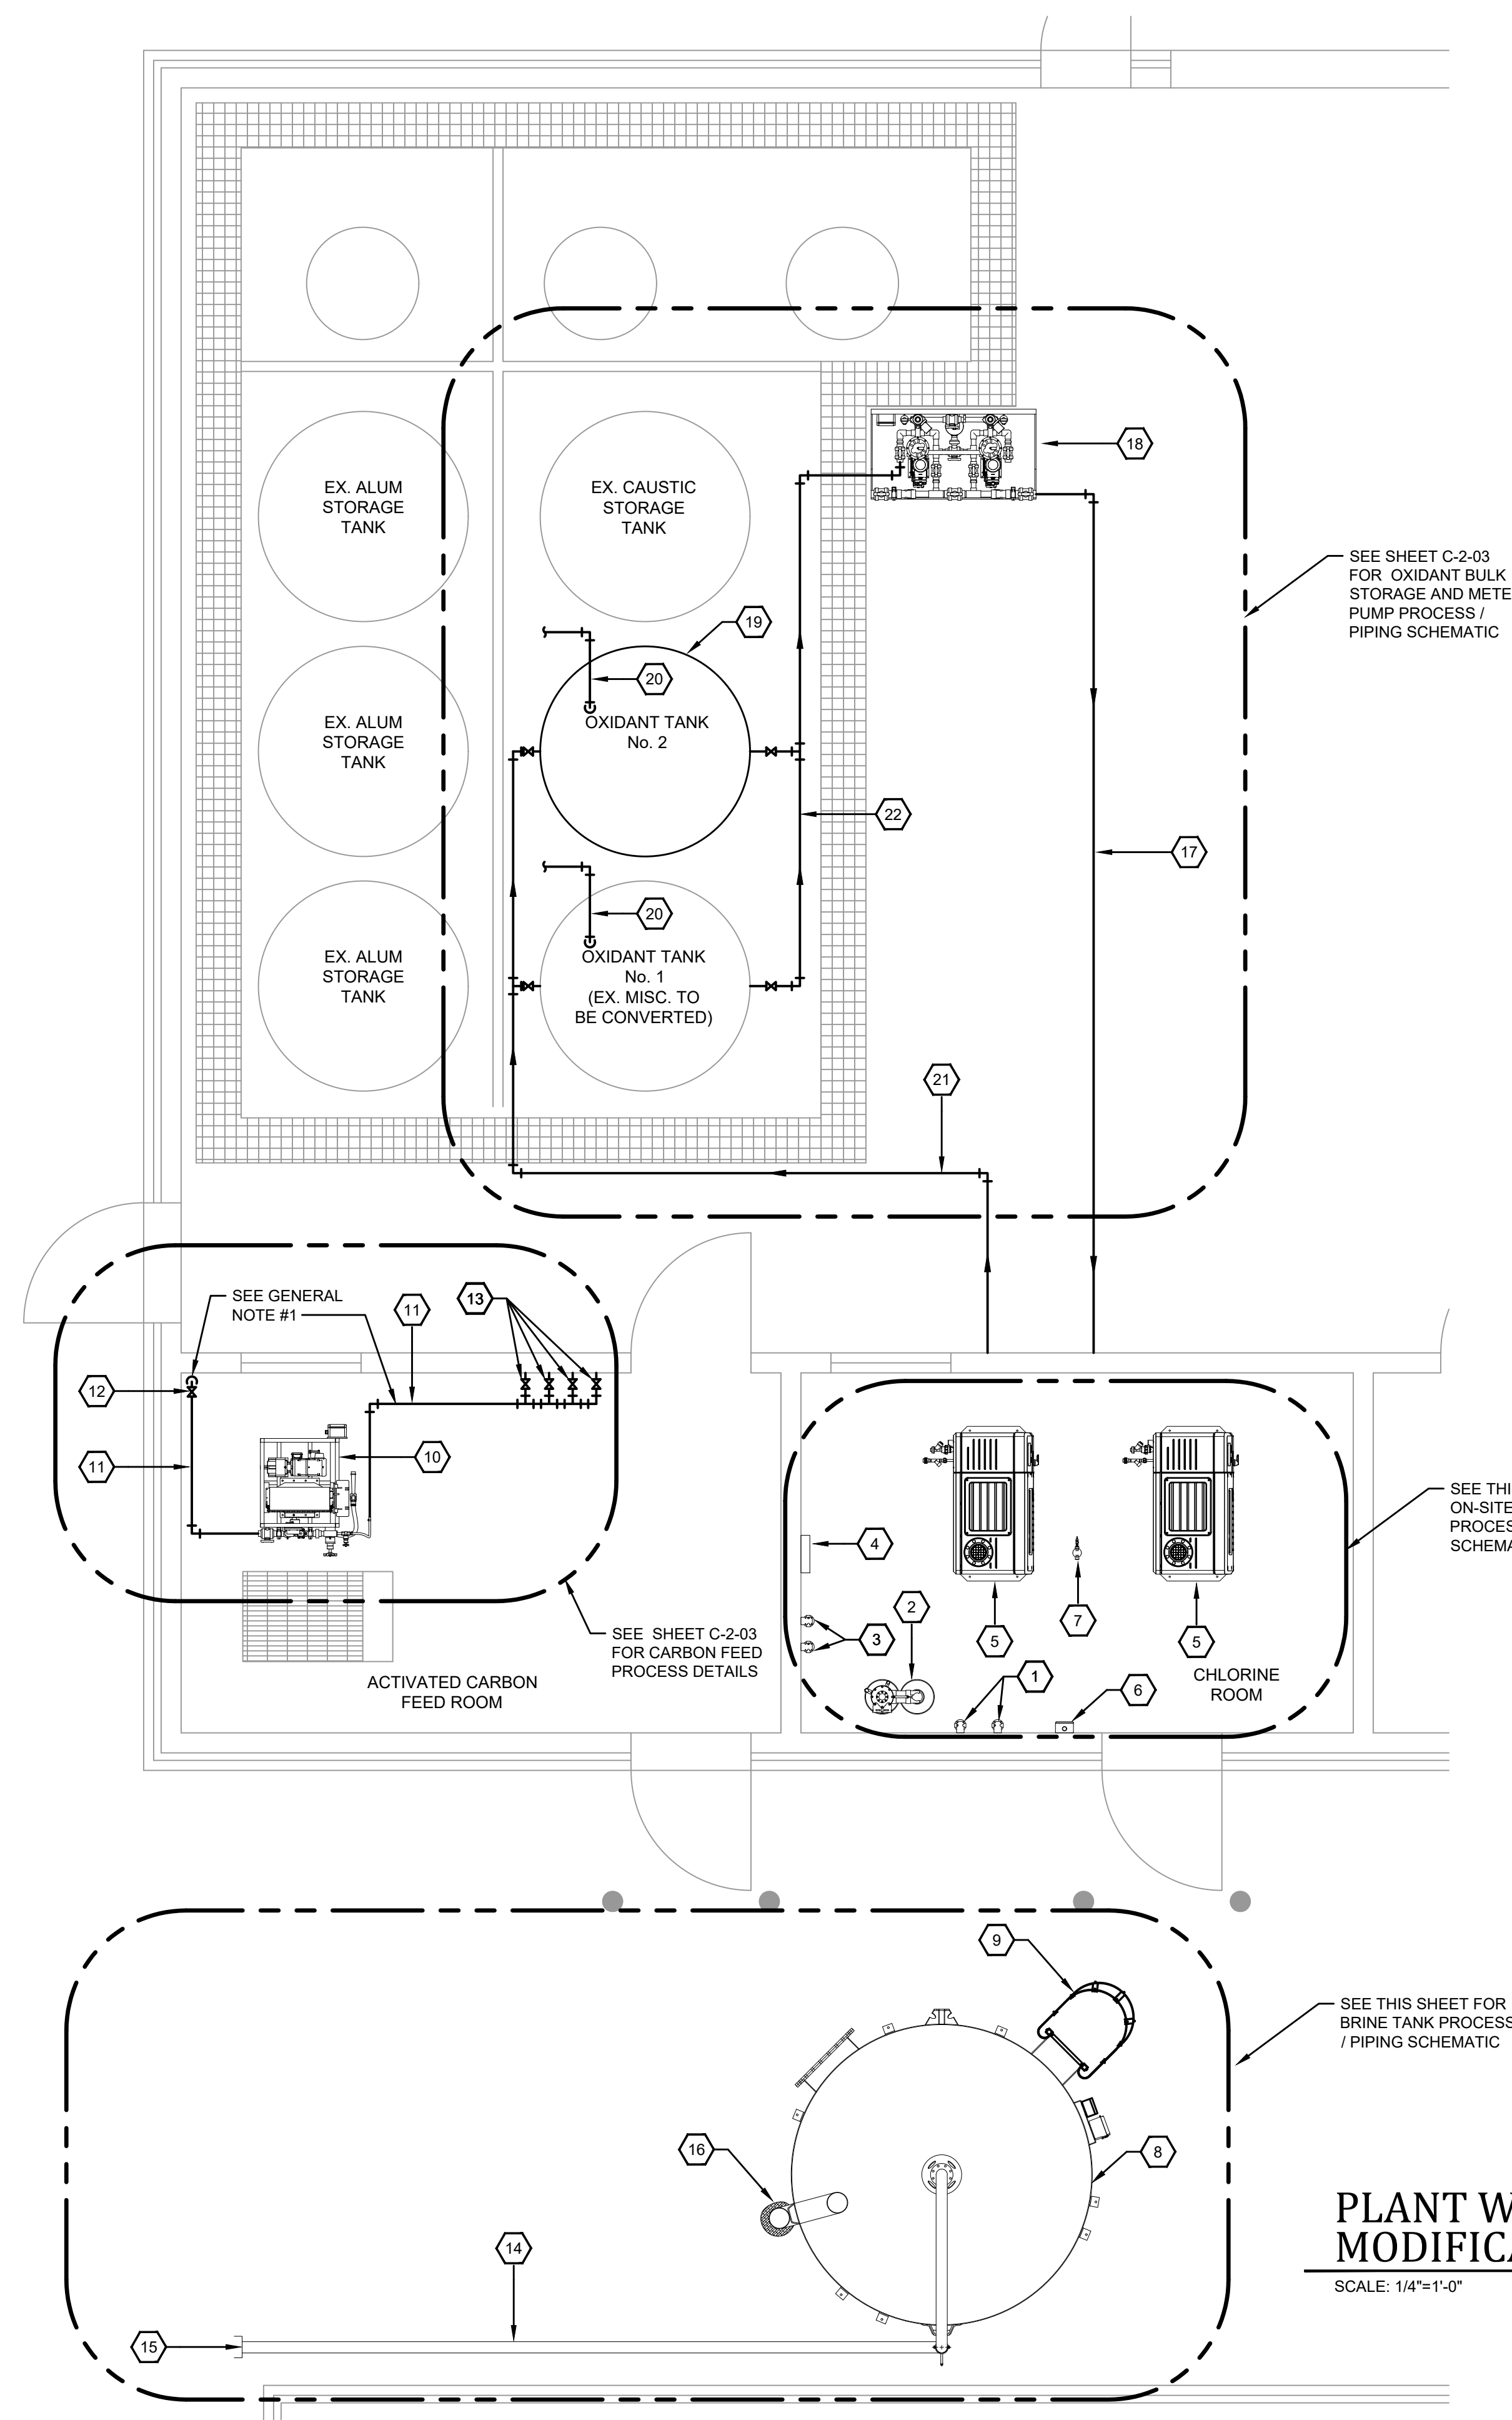 18
EX. ALUM
STORAGE
TANK
EX. CAUSTIC
STORAGE
TANK
SEE SHEET C-2-03
FOR OXIDANT BULK
STORAGE AND METE
PUMP PROCESS /
PIPING SCHEMATIC
19
20
EX. ALUM
STORAGE
TANK
OXIDANT TANK
No. 2
22
17
20
EX. ALUM
STORAGE
TANK
OXIDANT TANK
No. 1
(EX. MISC. TO
BE CONVERTED)
21
SEE GENERAL
NOTE #1
11
13
12
11
10
SEE THI
ON-SITE
PROCES
SCHEMA
4
2
3
5
7
5
1
6
SEE SHEET C-2-03
FOR CARBON FEED
PROCESS DETAILS
ACTIVATED CARBON
FEED ROOM
CHLORINE
ROOM
9
SEE THIS SHEET FOR
BRINE TANK PROCESS
/ PIPING SCHEMATIC
16
8
14
15
PLANT W
MODIFICA
SCALE: 1/4"=1'-0"